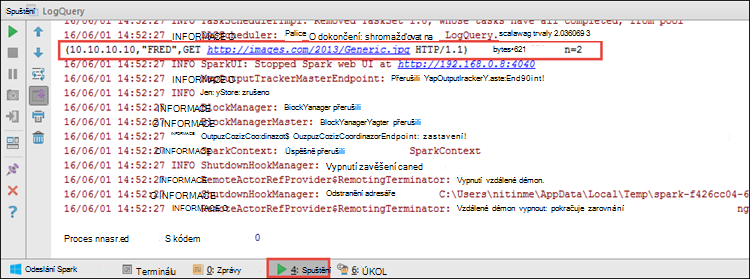 Spuštění LogQuery
16/06/01 14:52:27 INFORMACE O TaskSchedulerImpl: Removed TaskSet 1.0, whose tasks have all completed, from pool
16/06/01 14:52:27 INFORMACE O DAGScheduler: Palice O dokončení: shromažďovat na LogQuery. scalawag trvaly 2.036069 3
(10.10.10.10,"FRED",GET http://images.com/2013/Generic.jpg HTTP/1.1) bytes=621 n=2
16/06/01 14:52:27 INFO SparkUI: Stopped Spark web UI at http://192.168.0.8:4040
16/06/01 14:52:27 INFORMACE O MapOutputTrackerMasterEndpoint: Přerušili YapOutputIrackerY.aste:End90int!
16/06/01 14:52:27 INFO Jen: yStore: zrušeno
16/06/01 14:52:27 INFORMACE BlockManager: BlockYanager přerušili
16/06/01 14:52:27 INFORMACE O BlockManagerMaster: BlockManagerYagter přerušili
16/06/01 14:52:27 INFORMACE OutpuzCozizCoo:dinazot$ OuzpuzCozizCoordinazorEndpoint: zastavení!
16/06/01 14:52:27 INFORMACE O SparkContext: Úspěšně přerušili SparkContext
16/06/01 14:52:27 INFO ShutdownHookManager: Vypnutí zavěšení caned
16/06/01 14:52:27 INFORMACE RemoteActorRefProvider$RemotingTerminator: Vypnutí vzdálené démon.
16/06/01 14:52:27 INFORMACE O ShutdownHookManager: Odstranění adresáře C:\Users\nitinme\AppData\Local\Temp\spark-f426cc04-6
16/06/01 14:52:27 INFORMACE O RemoteActorRefProvider$RemotingTerminator: Vzdálené démon vypnout: pokračuje zarovnání ng
Proces nnasr.ed S kódem 0
Odeslání Spark Terminálu 0: Zprávy 4: Spuštění 6: ÚKOL